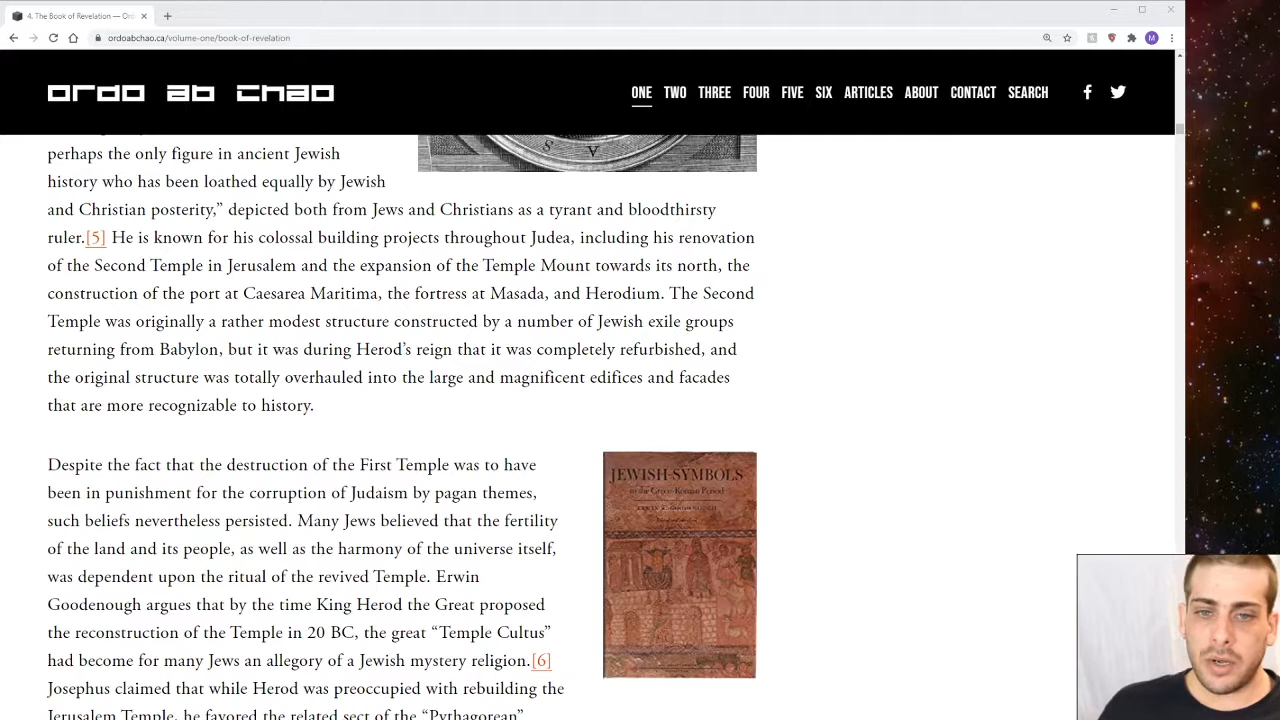 4. The Book of Revelation — Ordo
ordoabchao.ca/volume-one/book-of-revelation
M
ordo ab chao
ONE TWO THREE FOUR FIVE SIX ARTICLES ABOUT CONTACT SEARCH
S V
perhaps the only figure in ancient Jewish
history who has been loathed equally by Jewish
and Christian posterity,” depicted both from Jews and Christians as a tyrant and bloodthirsty
ruler.[5] He is known for his colossal building projects throughout Judea, including his renovation
of the Second Temple in Jerusalem and the expansion of the Temple Mount towards its north, the
construction of the port at Caesarea Maritima, the fortress at Masada, and Herodium. The Second
Temple was originally a rather modest structure constructed by a number of Jewish exile groups
returning from Babylon, but it was during Herod’s reign that it was completely refurbished, and
the original structure was totally overhauled into the large and magnificent edifices and facades
that are more recognizable to history.
Despite the fact that the destruction of the First Temple was to have
been in punishment for the corruption of Judaism by pagan themes,
such beliefs nevertheless persisted. Many Jews believed that the fertility
of the land and its people, as well as the harmony of the universe itself,
was dependent upon the ritual of the revived Temple. Erwin
Goodenough argues that by the time King Herod the Great proposed
the reconstruction of the Temple in 20 BC, the great “Temple Cultus”
had become for many Jews an allegory of a Jewish mystery religion.[6]
Josephus claimed that while Herod was preoccupied with rebuilding the
Jerusalem Temple, he favored the related sect of the “Pythagorean”
JEWISH SYMBOLS
in the Greco-Roman Period